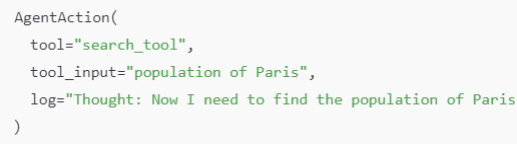 AgentAction(
tool="search_tool",
tool_input="population of Paris",
log="Thought: Now I need to find the population of Paris
)